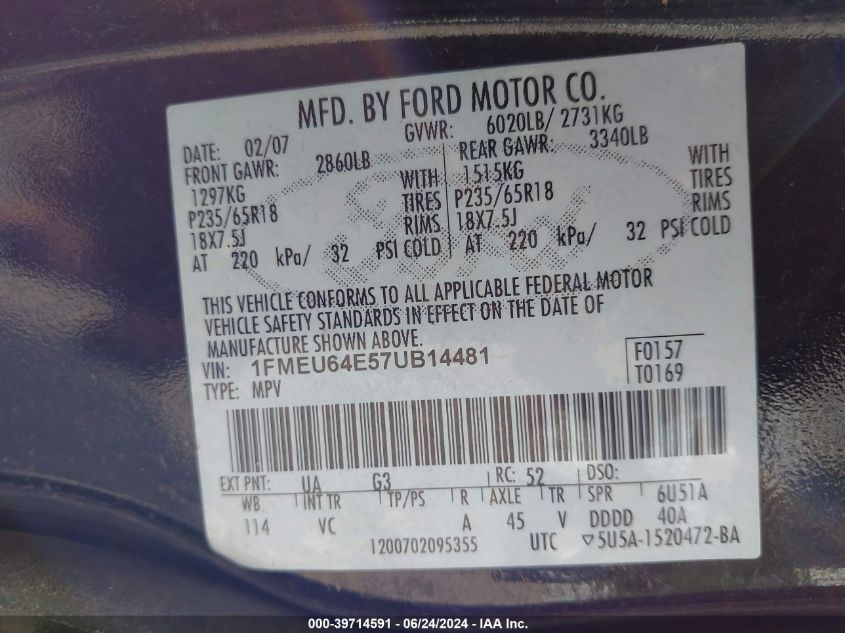 MFD. BY FORD MOTOR CO.
DATE: 02/07 GVWR: 6020LB/ 2731KG
FRONT GAWR: 2860LB REAR GAWR: 3340LB
1297KG WITH 1515KG WITH
P235/65R18 TIRES P235/65R18 TIRES
18X7.5J RIMS 18X7.5J RIMS
AT 220 kPa/ 32 PSI COLD AT 220 kPa/ 32 PSI COLD
Ford
THIS VEHICLE CONFORMS TO ALL APPLICABLE FEDERAL MOTOR
VEHICLE SAFETY STANDARDS IN EFFECT ON THE DATE OF
MANUFACTURE SHOWN ABOVE.
VIN: 1FMEU64E57UB14481 F0157
TYPE: MPV T0169
EXT PNT: UA G3 RC: 52 DSO:
WB INT TR TP/PS R AXLE TR SPR 6U51A
114 VC A 45 V DDDD 40A
1200702095355 UTC ▽5U5A-1520472-BA
000-39714591 / 06/24/2024 - IAA Inc.